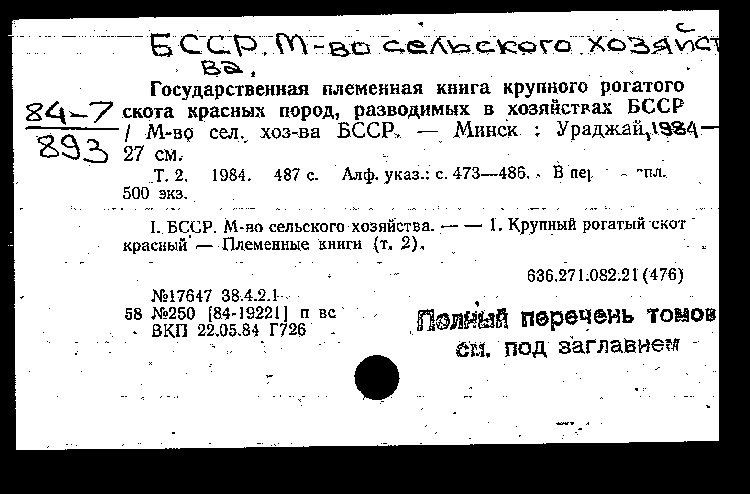 БССР. М-во сельского хозяйст
ва.
Государственная племенная книга крупного рогатого
84-7 скота красных пород, разводимых в хозяйствах БССР
893 / М-во сел. хоз-ва БССР. — Минск : Ураджай, 1984—
27 см.
Т. 2. 1984. 487 с. Алф. указ.: с. 473—486. В пер пл.
500 экз.
I. БССР. М-во сельского хозяйства. — — 1. Крупный рогатый скот
красный — Племенные книги (т. 2).
636.271.082.21 (476)
№17647 38.4.2.1
58 №250 [84-19221] п вс
ВКП 22.05.84 Г726
Полный перечень томов
см. под заглавием